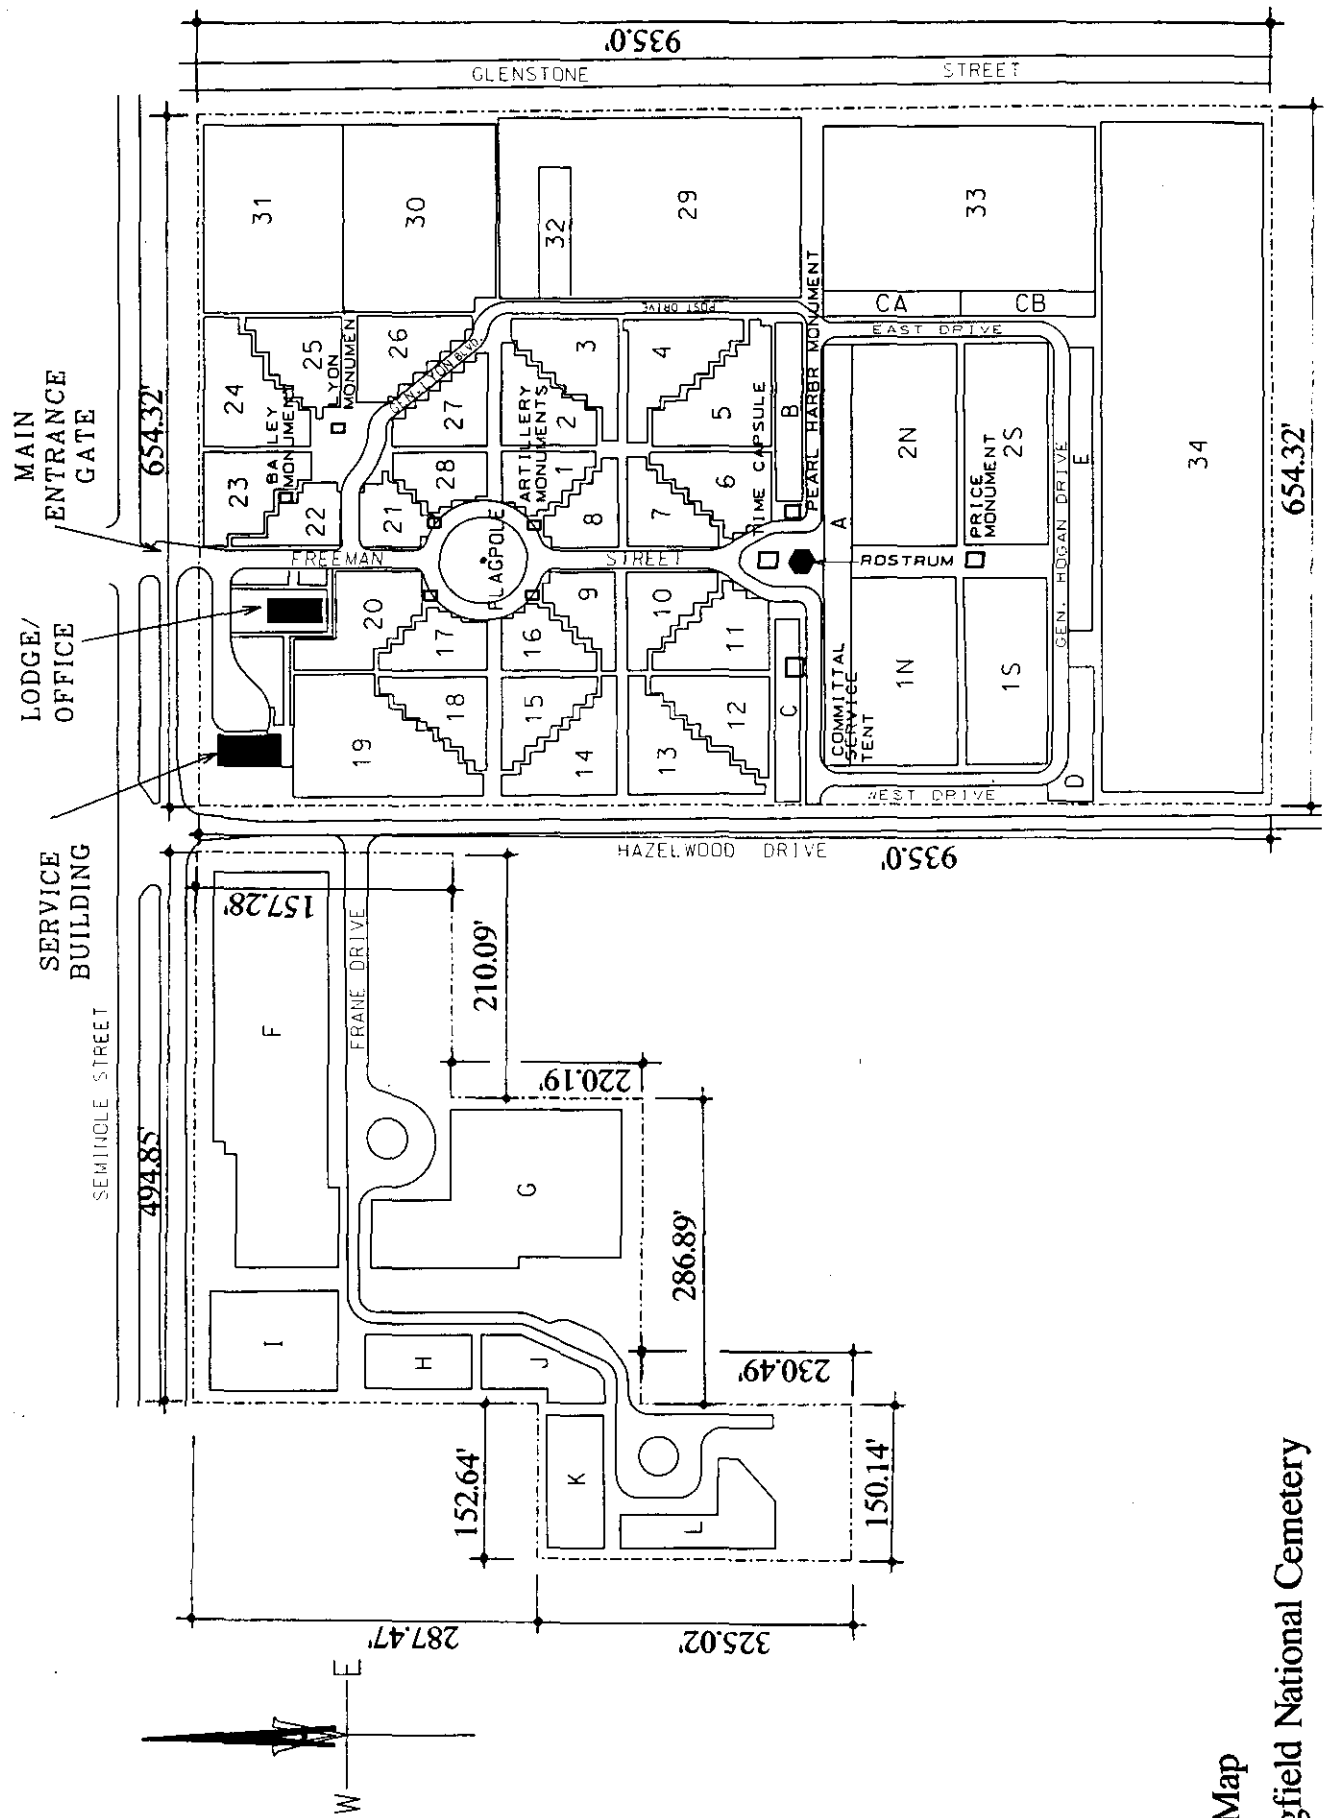 MAIN
ENTRANCE
GATE
LODGE/
OFFICE
SERVICE
BUILDING
SEMINOLE STREET
494.85'
654.32'
935.0'
GLENSTONE STREET
31
30
32
29
33
34
24
25
26
23
22
BAILEY
MONUMENT
LYON
MONUMEN
GEN. LYON BLVD.
POST DRIVE
27
28
21
3
4
2
1
5
6
8
7
ARTILLERY
MONUMENTS
TIME CAPSULE
B
PEARL HARBR MONUMENT
CA
CB
EAST DRIVE
FREEMAN STREET
FLAGPOLE
20
19
17
18
16
15
14
9
10
11
12
13
C
A
ROSTRUM
PRICE
MONUMENT
2N
2S
1N
1S
COMMITTAL
SERVICE
TENT
GEN. HOGAN DRIVE
E
D
WEST DRIVE
654.32'
HAZELWOOD DRIVE
935.0'
157.28'
210.09'
220.19'
286.89'
230.49'
150.14'
152.64'
287.47'
325.02'
FRANE DRIVE
F
G
I
H
J
K
L
W
E
Map
gfield National Cemetery